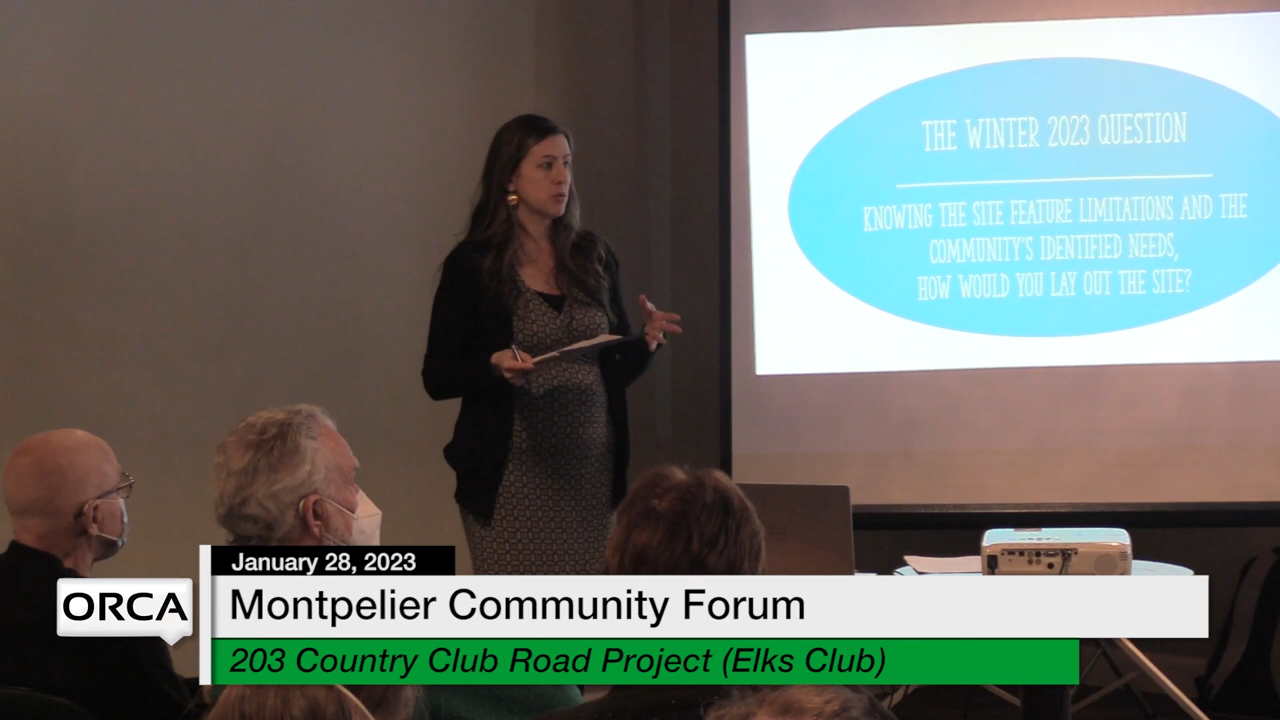 THE WINTER 2023 QUESTION
KNOWING THE SITE FEATURE LIMITATIONS AND THE
COMMUNITY'S IDENTIFIED NEEDS,
HOW WOULD YOU LAY OUT THE SITE?
January 28, 2023
ORCA
Montpelier Community Forum
203 Country Club Road Project (Elks Club)